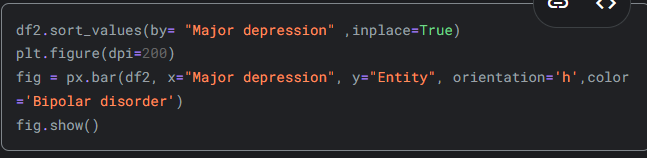 df2.sort_values(by= "Major depression" ,inplace=True)
plt.figure(dpi=200)
fig = px.bar(df2, x="Major depression", y="Entity", orientation='h',color
='Bipolar disorder')
fig.show()